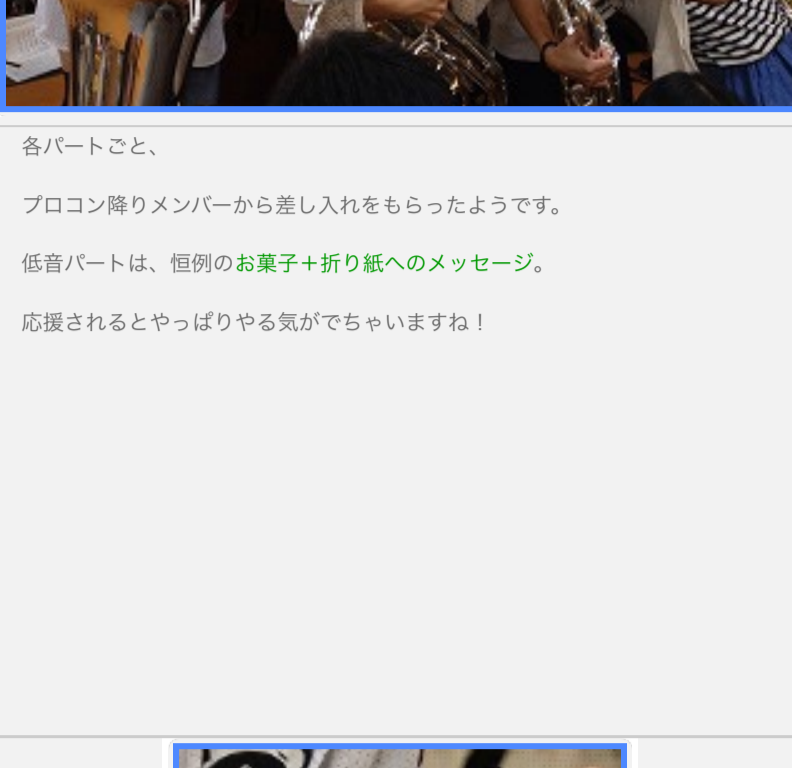 各パートごと、
プロコン降りメンバーから差し入れをもらったようです。
低音パートは、恒例のお菓子＋折り紙へのメッセージ。
応援されるとやっぱりやる気がでちゃいますね！